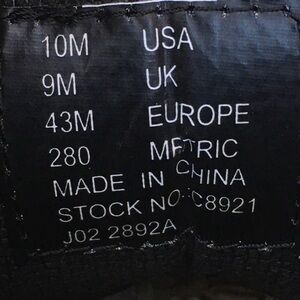 10M USA
9M UK
43M EUROPE
280 METRIC
MADE IN CHINA
STOCK NO C8921
J02 2892A